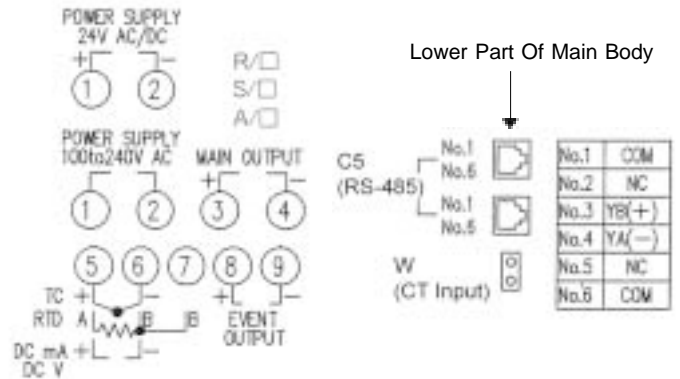 POWER SUPPLY
24V AC/DC
+ −
1 2
R/□
S/□
A/□
POWER SUPPLY
100to240V AC
1 2
MAIN OUTPUT
+ −
3 4
5 6 7 8 9
TC + −
RTD A B B
DC mA + −
DC V
+ −
EVENT
OUTPUT
Lower Part Of Main Body
C5
(RS-485)
No.1
No.6
No.1
No.6
W
(CT Input)
No.1 COM
No.2 NC
No.3 YB(+)
No.4 YA(−)
No.5 NC
No.6 COM